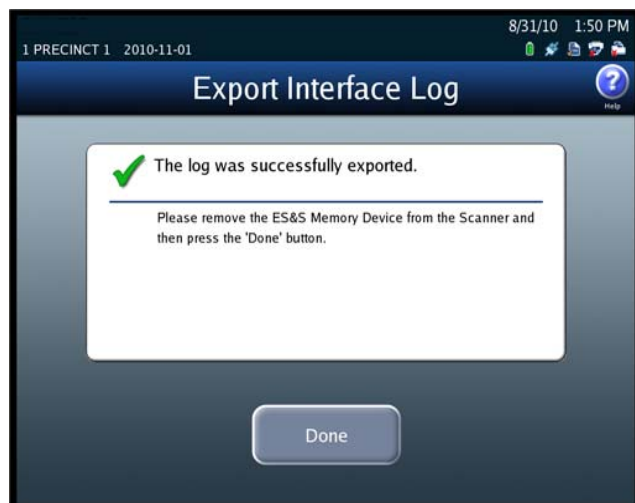 8/31/10 1:50 PM
1 PRECINCT 1 2010-11-01
Export Interface Log
Help
The log was successfully exported.
Please remove the ES&S Memory Device from the Scanner and
then press the 'Done' button.
Done